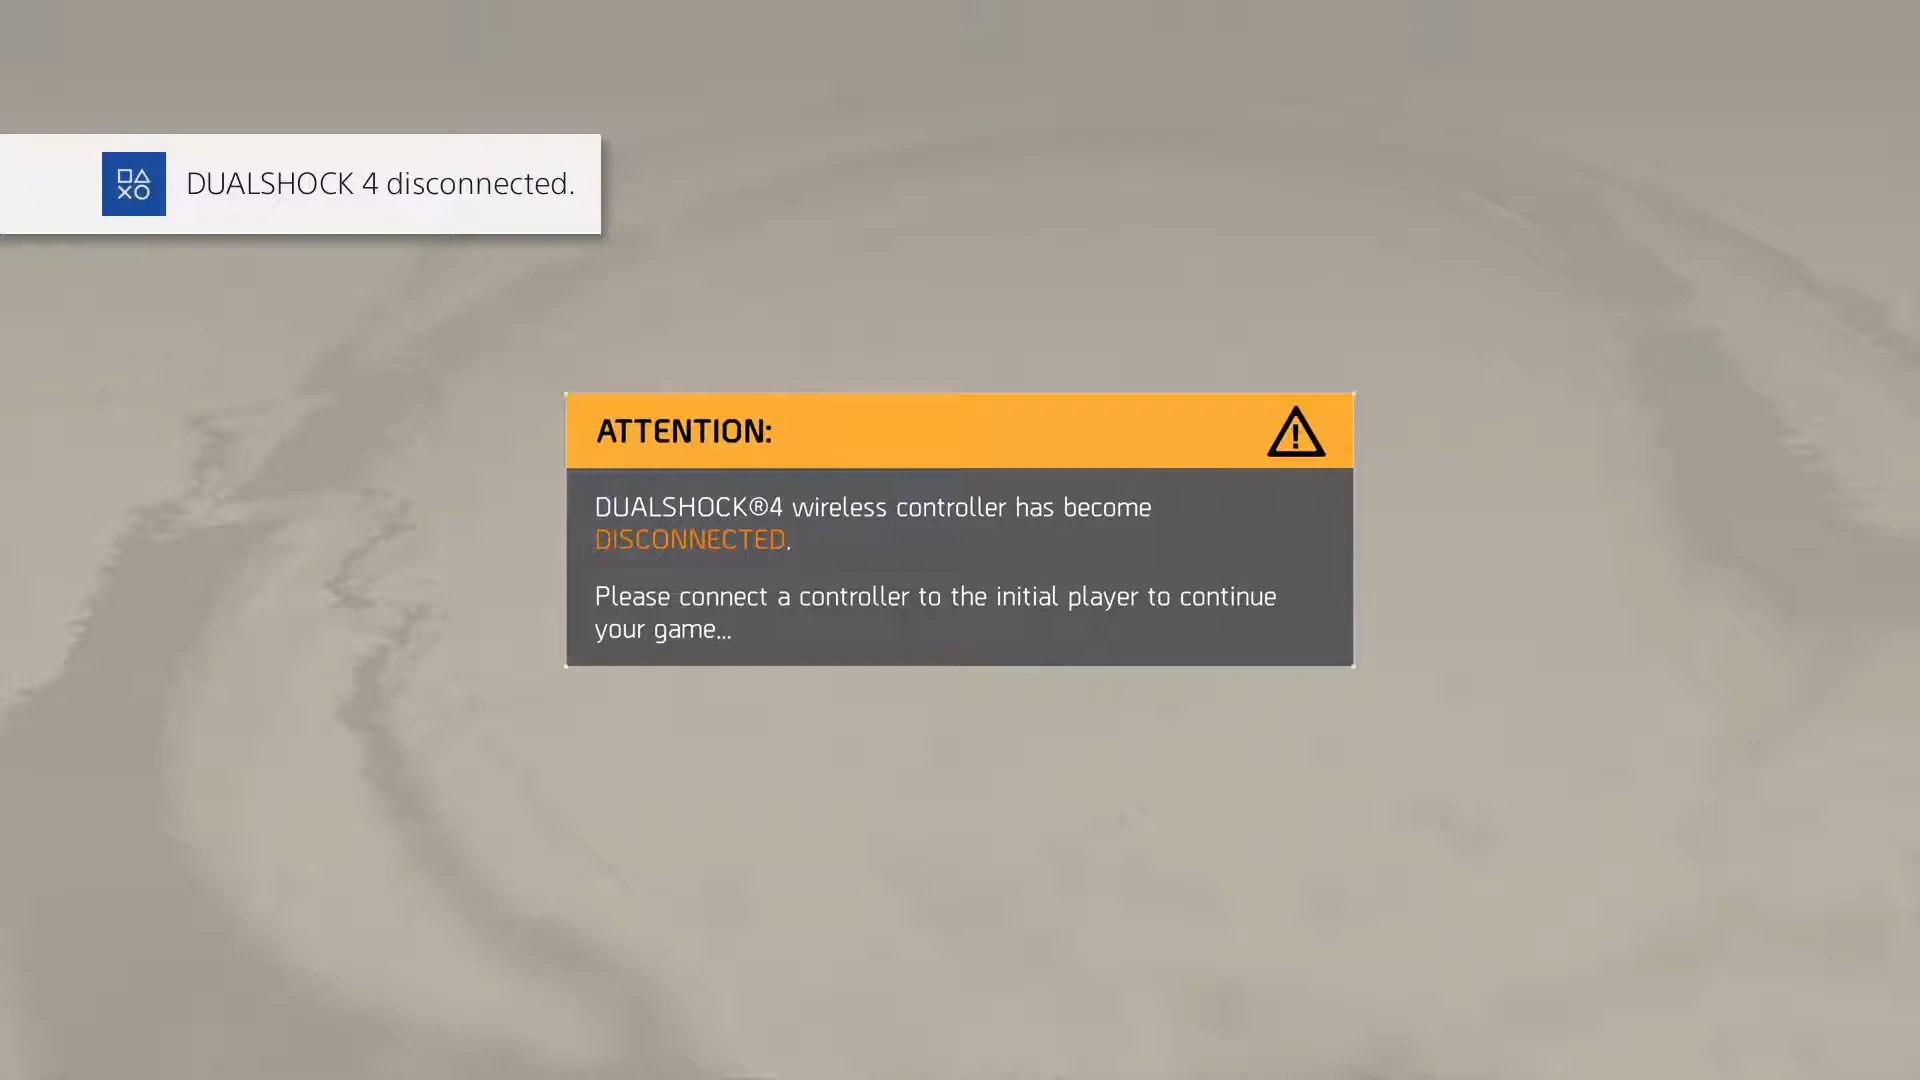 DUALSHOCK 4 disconnected.
ATTENTION:
DUALSHOCK®4 wireless controller has become
DISCONNECTED.
Please connect a controller to the initial player to continue
your game...